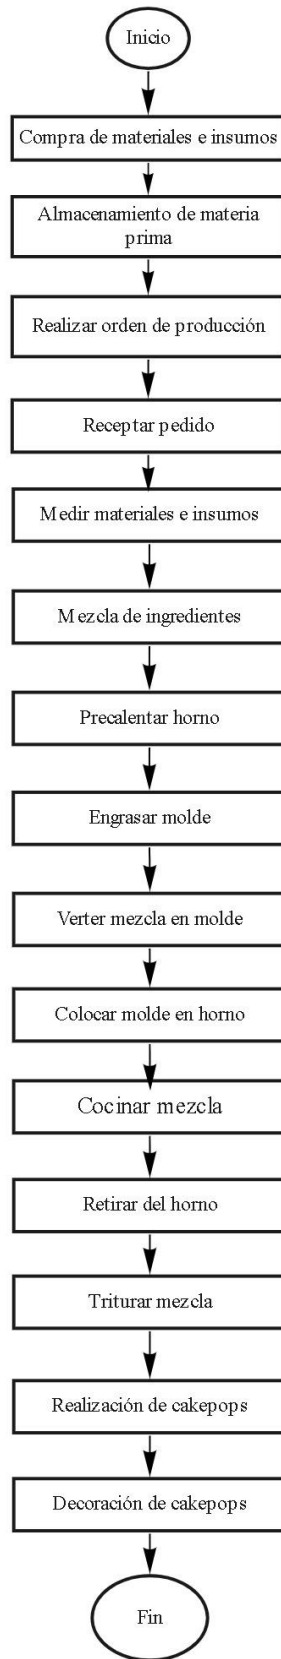 Inicio
Compra de materiales e insumos
Almacenamiento de materia
prima
Realizar orden de producción
Receptar pedido
Medir materiales e insumos
Mezcla de ingredientes
Precalentar horno
Engrasar molde
Verter mezcla en molde
Colocar molde en horno
Cocinar mezcla
Retirar del horno
Triturar mezcla
Realización de cakepops
Decoración de cakepops
Fin